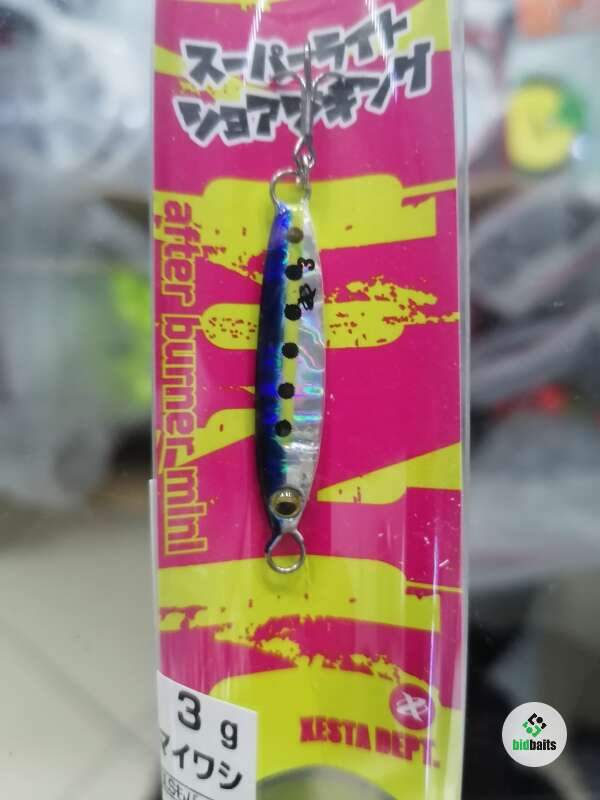 スーパーライト
ショアジギング
after burner mini
3
3g
マイワシ
XESTA DEPT.
bidbaits